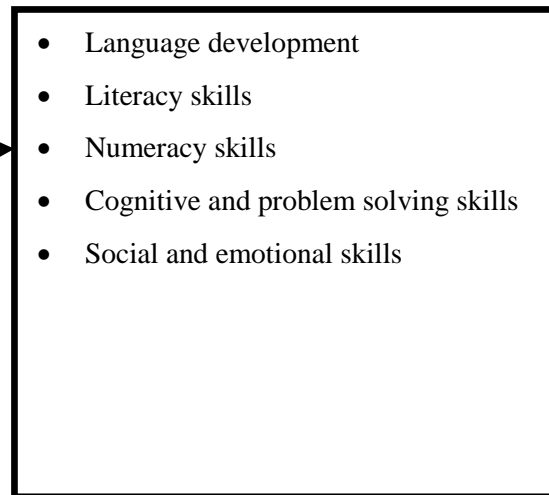 • Language development
• Literacy skills
• Numeracy skills
• Cognitive and problem solving skills
• Social and emotional skills